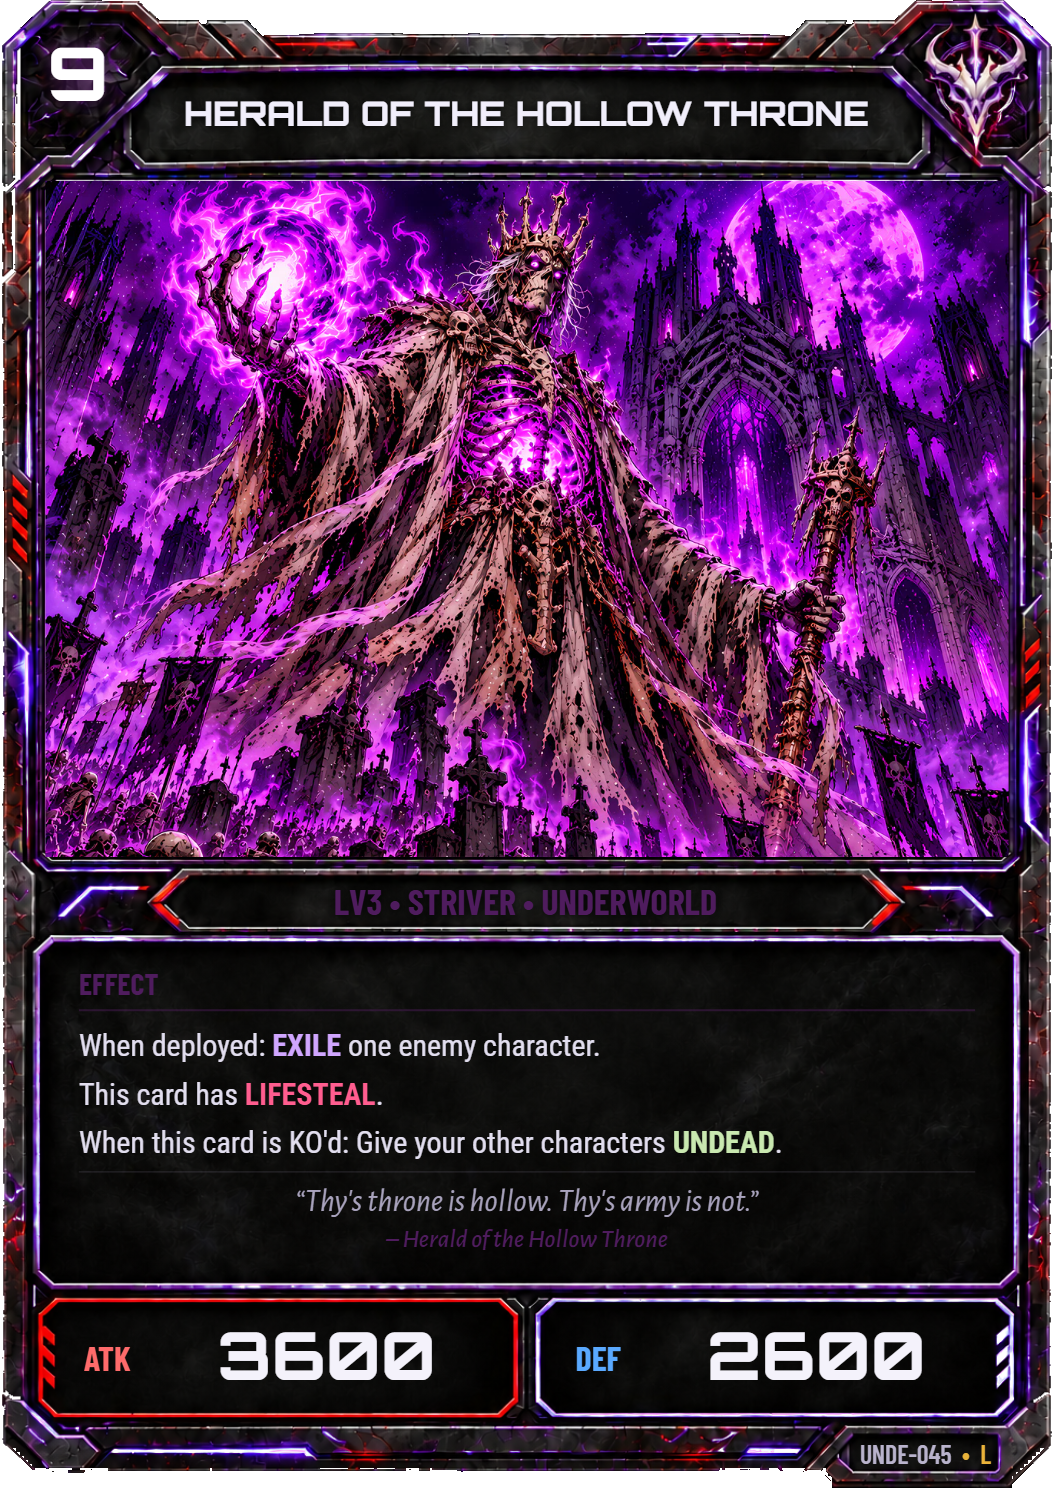 9
HERALD OF THE HOLLOW THRONE
LV3 • STRIVER • UNDERWORLD
EFFECT
When deployed: EXILE one enemy character.
This card has LIFESTEAL.
When this card is KO'd: Give your other characters UNDEAD.
“Thy's throne is hollow. Thy's army is not.”
– Herald of the Hollow Throne
ATK 3600 DEF 2600
UNDE-045 • L